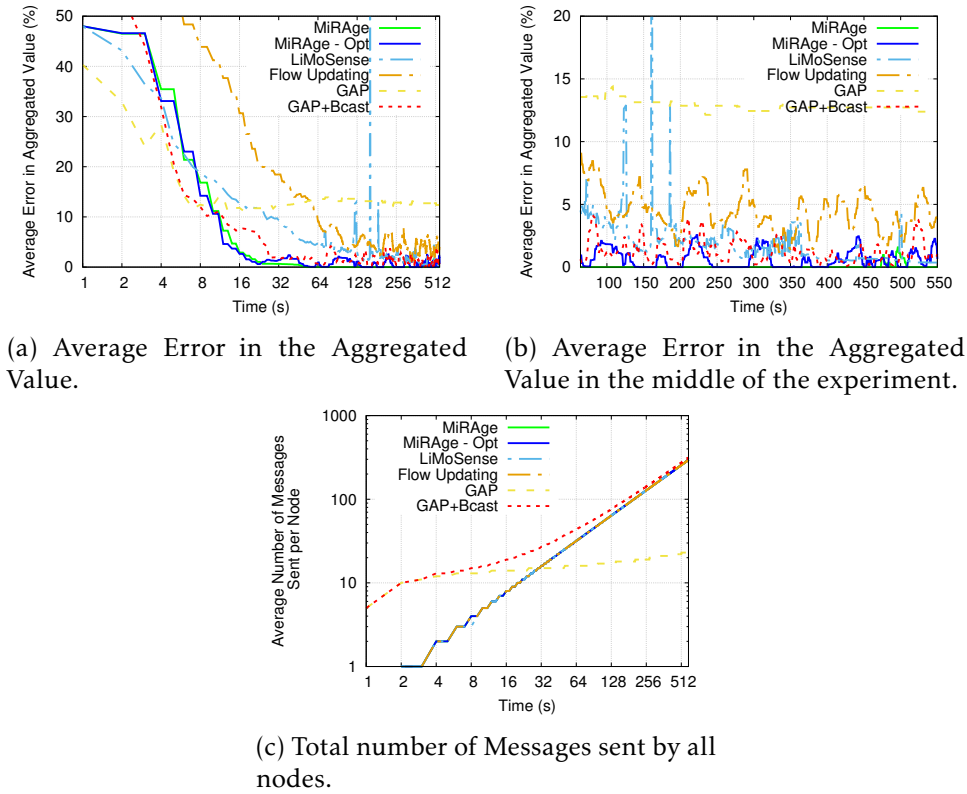 50
40
30
20
10
0
Average Error in Aggregated Value (%)
MiRAge
MiRAge - Opt
LiMoSense
Flow Updating
GAP
GAP+Bcast
1 2 4 8 16 32 64 128 256 512
Time (s)
20
15
10
5
0
Average Error in Aggregated Value (%)
MiRAge
MiRAge - Opt
LiMoSense
Flow Updating
GAP
GAP+Bcast
100 150 200 250 300 350 400 450 500 550
Time (s)
(a) Average Error in the Aggregated
Value.
(b) Average Error in the Aggregated
Value in the middle of the experiment.
1000
100
10
1
Average Number of Messages
Sent per Node
MiRAge
MiRAge - Opt
LiMoSense
Flow Updating
GAP
GAP+Bcast
1 2 4 8 16 32 64 128 256 512
Time (s)
(c) Total number of Messages sent by all
nodes.